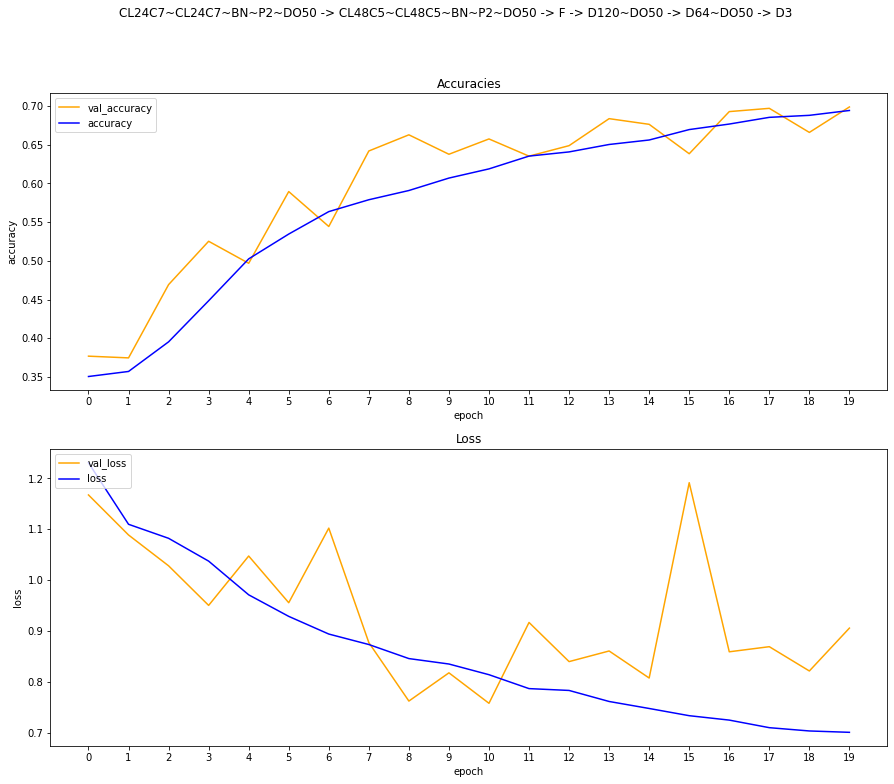 CL24C7~CL24C7~BN~P2~DO50 -> CL48C5~CL48C5~BN~P2~DO50 -> F -> D120~DO50 -> D64~DO50 -> D3
Accuracies
val_accuracy
accuracy
0.70
0.65
0.60
0.55
0.50
0.45
0.40
0.35
accuracy
0 1 2 3 4 5 6 7 8 9 10 11 12 13 14 15 16 17 18 19
epoch
Loss
val_loss
loss
1.2
1.1
1.0
0.9
0.8
0.7
loss
0 1 2 3 4 5 6 7 8 9 10 11 12 13 14 15 16 17 18 19
epoch